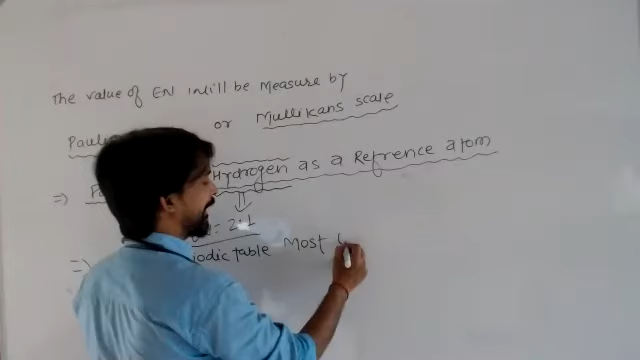 The value of EN will be Measure by
or Mullikans scale
⇒ Hydrogen as a Refrence atom
= 2.1
⇒ table Most